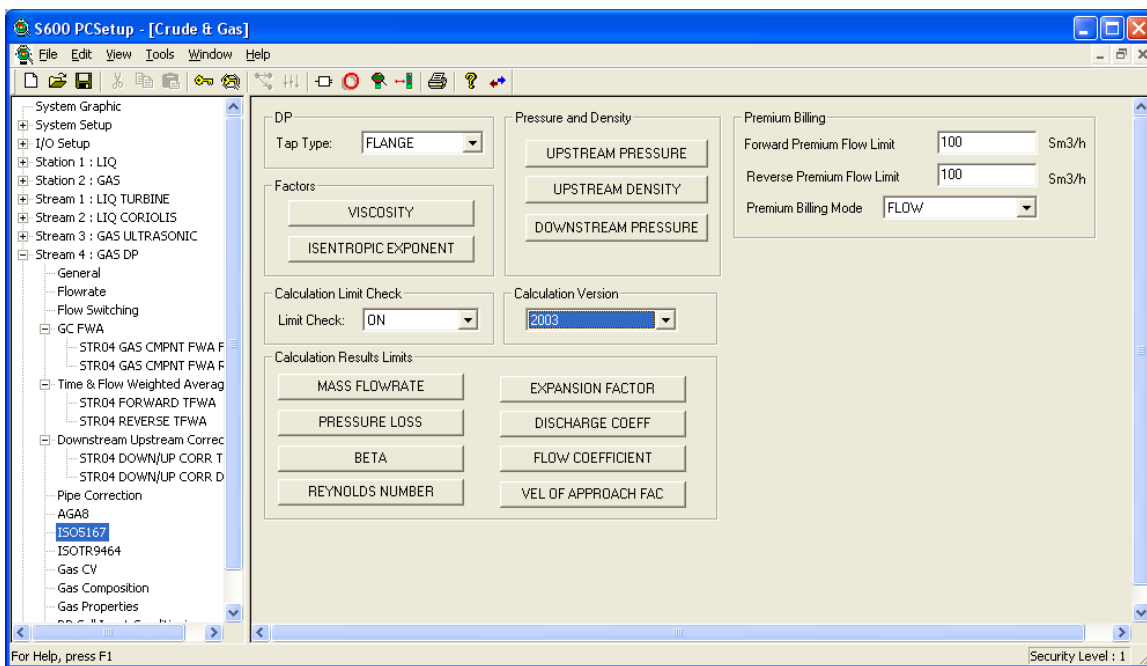 S600 PCSetup - [Crude & Gas]
File Edit View Tools Window Help
System Graphic
System Setup
I/O Setup
Station 1 : LIQ
Station 2 : GAS
Stream 1 : LIQ TURBINE
Stream 2 : LIQ CORIOLIS
Stream 3 : GAS ULTRASONIC
Stream 4 : GAS DP
General
Flowrate
Flow Switching
GC FWA
STR04 GAS CMPNT FWA F
STR04 GAS CMPNT FWA R
Time & Flow Weighted Averag
STR04 FORWARD TFWA
STR04 REVERSE TFWA
Downstream Upstream Correc
STR04 DOWN/UP CORR T
STR04 DOWN/UP CORR D
Pipe Correction
AGA8
ISO5167
ISOTR9464
Gas CV
Gas Composition
Gas Properties
DP
Tap Type: FLANGE
Factors
VISCOSITY
ISENTROPIC EXPONENT
Calculation Limit Check
Limit Check: ON
Pressure and Density
UPSTREAM PRESSURE
UPSTREAM DENSITY
DOWNSTREAM PRESSURE
Calculation Version
2003
Calculation Results Limits
MASS FLOWRATE EXPANSION FACTOR
PRESSURE LOSS DISCHARGE COEFF
BETA FLOW COEFFICIENT
REYNOLDS NUMBER VEL OF APPROACH FAC
Premium Billing
Forward Premium Flow Limit 100 Sm3/h
Reverse Premium Flow Limit 100 Sm3/h
Premium Billing Mode FLOW
For Help, press F1 Security Level : 1